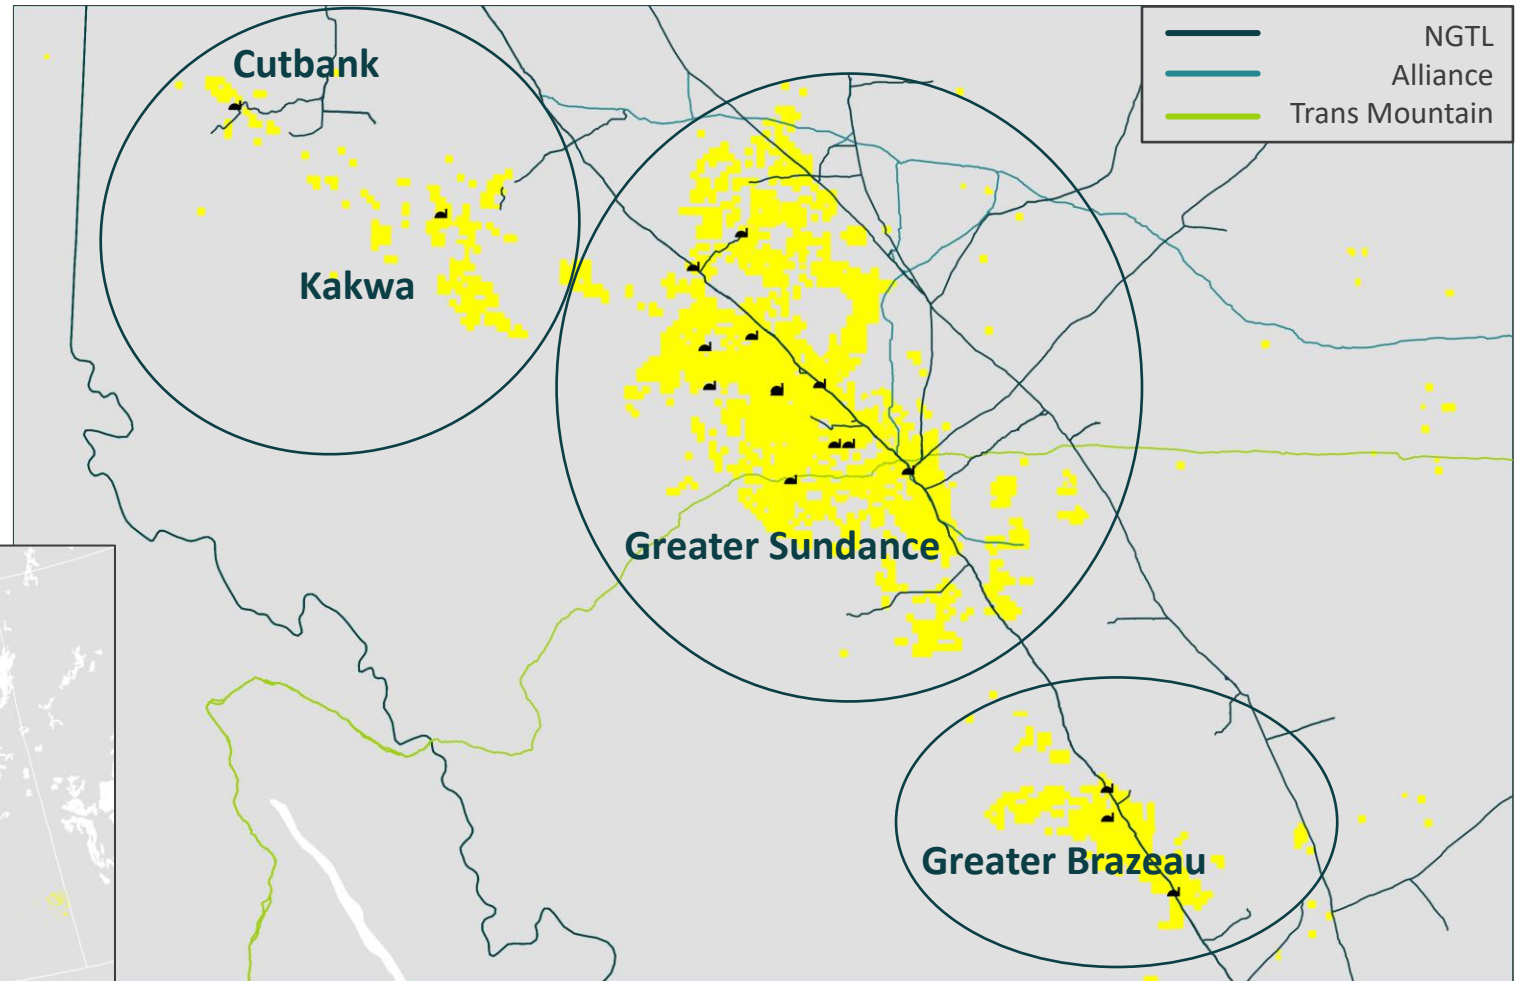 NGTL
Alliance
Trans Mountain
Cutbank
Kakwa
Greater Sundance
Greater Brazeau